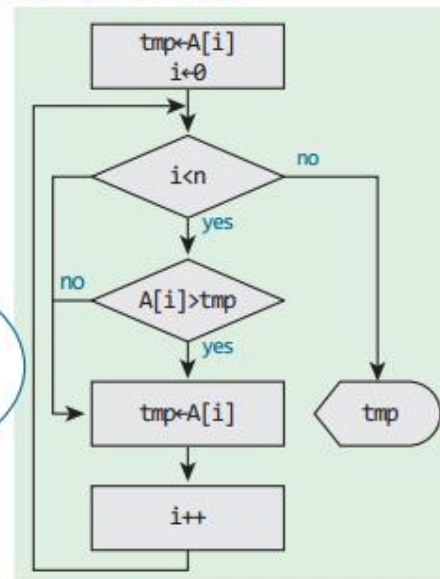 tmp←A[i]
i←0
i<n
no
yes
no
A[i]>tmp
yes
tmp←A[i]
tmp
i++